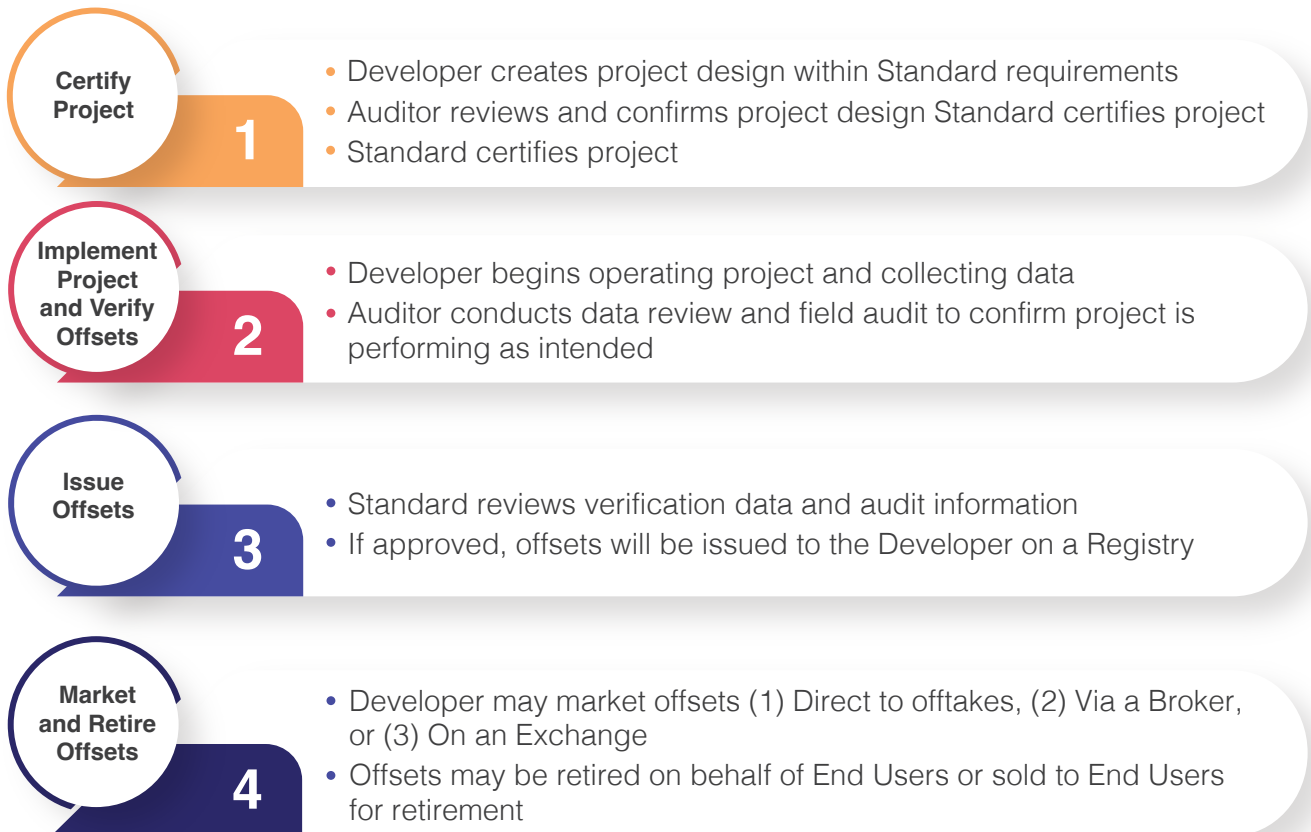 Certify
Project
1
• Developer creates project design within Standard requirements
• Auditor reviews and confirms project design Standard certifies project
• Standard certifies project
Implement
Project
and Verify
Offsets
2
• Developer begins operating project and collecting data
• Auditor conducts data review and field audit to confirm project is
performing as intended
Issue
Offsets
3
• Standard reviews verification data and audit information
• If approved, offsets will be issued to the Developer on a Registry
Market
and Retire
Offsets
4
• Developer may market offsets (1) Direct to offtakes, (2) Via a Broker,
or (3) On an Exchange
• Offsets may be retired on behalf of End Users or sold to End Users
for retirement